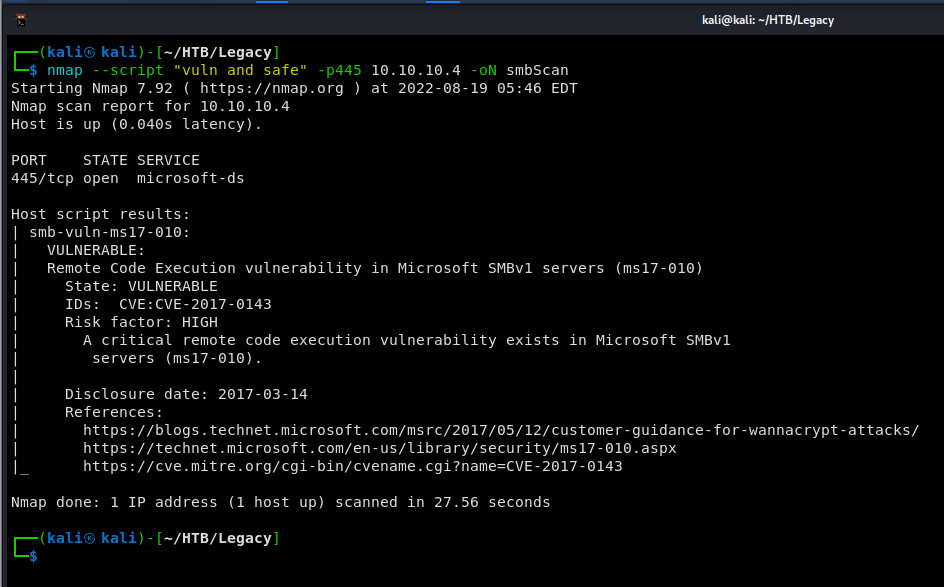 kali@kali: ~/HTB/Legacy
┌──(kali㉿kali)-[~/HTB/Legacy]
└─$ nmap --script "vuln and safe" -p445 10.10.10.4 -oN smbScan
Starting Nmap 7.92 ( https://nmap.org ) at 2022-08-19 05:46 EDT
Nmap scan report for 10.10.10.4
Host is up (0.040s latency).

PORT    STATE SERVICE
445/tcp open  microsoft-ds

Host script results:
| smb-vuln-ms17-010:
|   VULNERABLE:
|   Remote Code Execution vulnerability in Microsoft SMBv1 servers (ms17-010)
|     State: VULNERABLE
|     IDs:  CVE:CVE-2017-0143
|     Risk factor: HIGH
|       A critical remote code execution vulnerability exists in Microsoft SMBv1
|        servers (ms17-010).
|
|     Disclosure date: 2017-03-14
|     References:
|       https://blogs.technet.microsoft.com/msrc/2017/05/12/customer-guidance-for-wannacrypt-attacks/
|       https://technet.microsoft.com/en-us/library/security/ms17-010.aspx
|_      https://cve.mitre.org/cgi-bin/cvename.cgi?name=CVE-2017-0143

Nmap done: 1 IP address (1 host up) scanned in 27.56 seconds

┌──(kali㉿kali)-[~/HTB/Legacy]
└─$